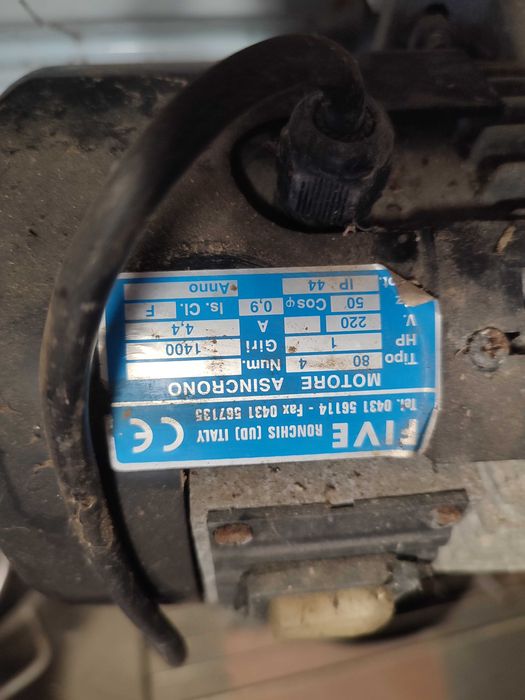 FIVE RONCHIS (UD) ITALY CE
Tel. 0431 56114 - Fax 0431 567135
MOTORE ASINCRONO
Tipo 80 4 Num.
HP 1 Giri 1400
V. 220 A 4,4
50 Cosφ 0,9 Is. Cl. F
IP 44 Anno